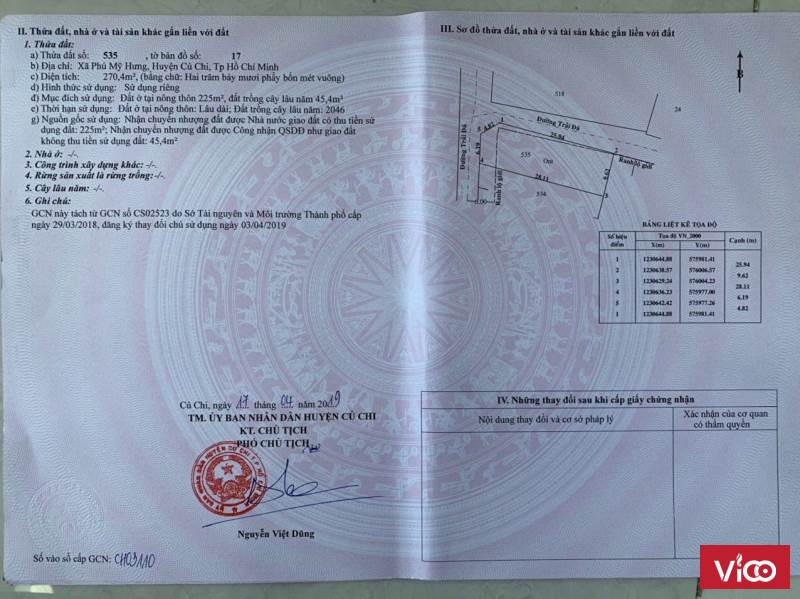 II. Thửa đất, nhà ở và tài sản khác gắn liền với đất
1. Thửa đất:
a) Thửa đất số: 535 , tờ bản đồ số: 17
b) Địa chỉ: Xã Phú Mỹ Hưng, Huyện Củ Chi, Tp Hồ Chí Minh
c) Diện tích: 270,4m², (bằng chữ: Hai trăm bảy mươi phẩy bốn mét vuông)
d) Hình thức sử dụng: Sử dụng riêng
đ) Mục đích sử dụng: Đất ở tại nông thôn 225m², đất trồng cây lâu năm 45,4m²
e) Thời hạn sử dụng: Đất ở tại nông thôn: Lâu dài; Đất trồng cây lâu năm: 2046
g) Nguồn gốc sử dụng: Nhận chuyển nhượng đất được Nhà nước giao đất có thu tiền sử
dụng đất: 225m²; Nhận chuyển nhượng đất được Công nhận QSDĐ như giao đất
không thu tiền sử dụng đất: 45,4m²
2. Nhà ở: -/-.
3. Công trình xây dựng khác: -/-.
4. Rừng sản xuất là rừng trồng: -/-.
5. Cây lâu năm: -/-.
6. Ghi chú:
GCN này tách từ GCN số CS02523 do Sở Tài nguyên và Môi trường Thành phố cấp
ngày 29/03/2018, đăng ký thay đổi chủ sử dụng ngày 03/04/2019
Củ Chi, ngày 17 tháng 04 năm 2019
TM. ỦY BAN NHÂN DÂN HUYỆN CỦ CHI
KT. CHỦ TỊCH
PHÓ CHỦ TỊCH
Nguyễn Việt Dũng
Số vào sổ cấp GCN: CH03110
III. Sơ đồ thửa đất, nhà ở và tài sản khác gắn liền với đất
B
518
24
Đường Trải Đá
1
4.82
5
25.94
2
Đường Trải Đá
6.19
535
Ont
Ranh lộ giới
9.62
4
28.11
Ranh lộ giới
534
3
6.00
BẢNG LIỆT KÊ TỌA ĐỘ
Số hiệu điểm Tọa độ VN_2000 Cạnh (m)
X(m) Y(m)
1 1230644.88 575981.41
25.94
2 1230638.57 576006.57
9.62
3 1230629.24 576004.23
28.11
4 1230636.23 575977.00
6.19
5 1230642.42 575977.26
4.82
1 1230644.88 575981.41
IV. Những thay đổi sau khi cấp giấy chứng nhận
Nội dung thay đổi và cơ sở pháp lý
Xác nhận của cơ quan
có thẩm quyền
ViCO